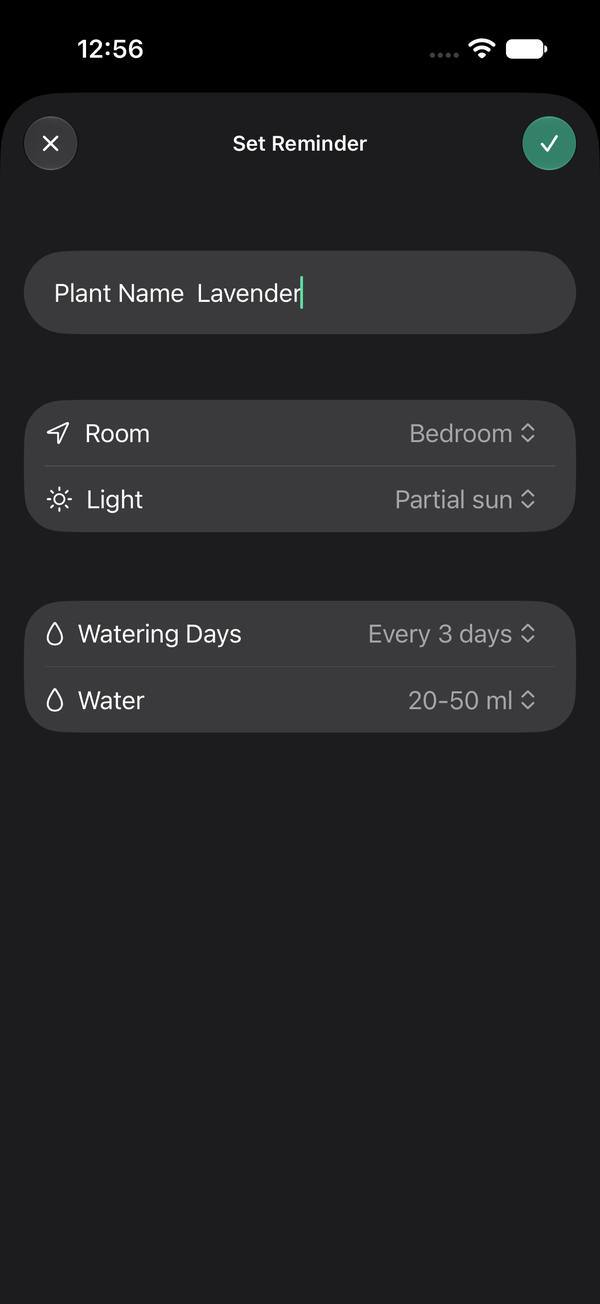 12:56
Set Reminder
Plant Name Lavender
Room Bedroom
Light Partial sun
Watering Days Every 3 days
Water 20-50 ml